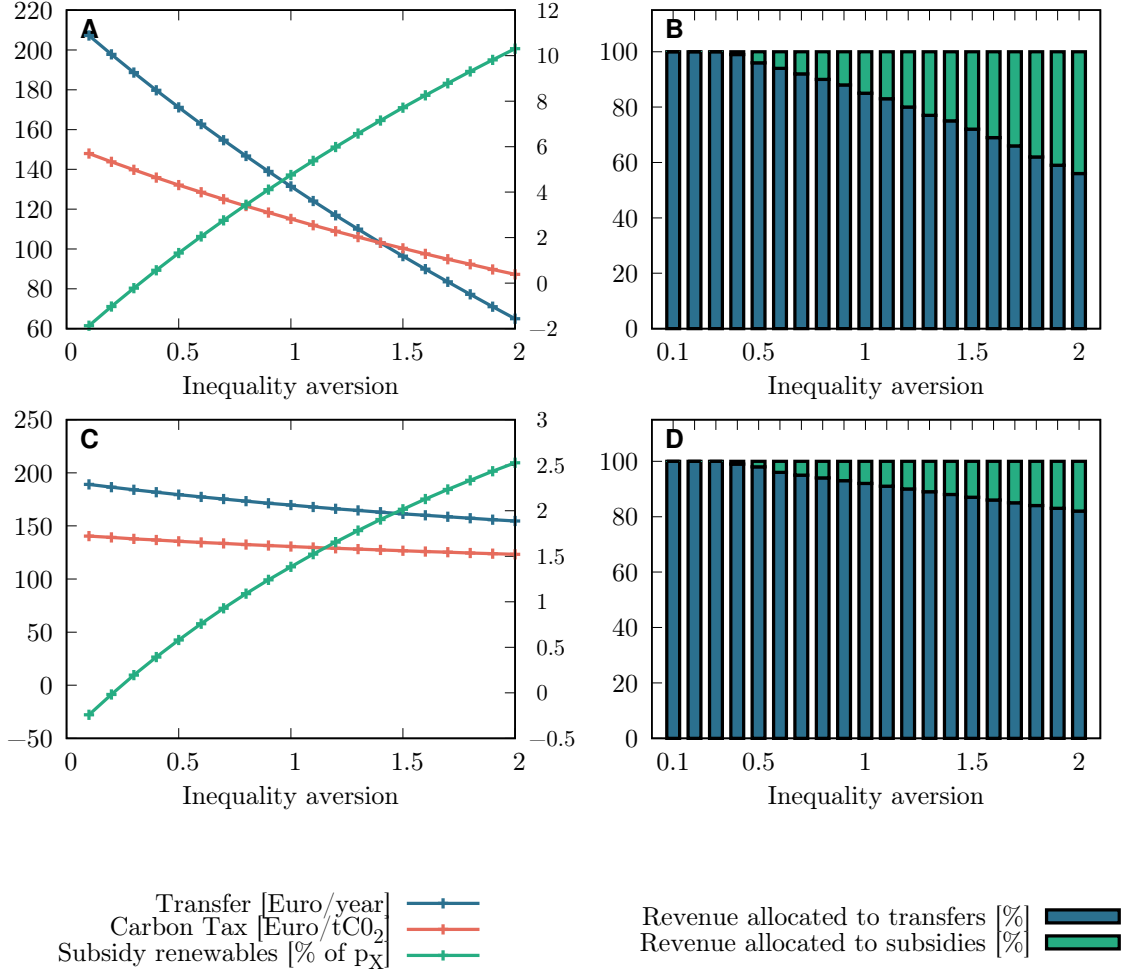 A
220
200
180
160
140
120
100
80
60
12
10
8
6
4
2
0
−2
0 0.5 1 1.5 2
Inequality aversion
B
100
80
60
40
20
0
0.1 0.5 1 1.5 2
Inequality aversion
C
250
200
150
100
50
0
−50
3
2.5
2
1.5
1
0.5
0
−0.5
0 0.5 1 1.5 2
Inequality aversion
D
100
80
60
40
20
0
0.1 0.5 1 1.5 2
Inequality aversion
Transfer [Euro/year]
Carbon Tax [Euro/tC0₂]
Subsidy renewables [% of pX]
Revenue allocated to transfers [%]
Revenue allocated to subsidies [%]